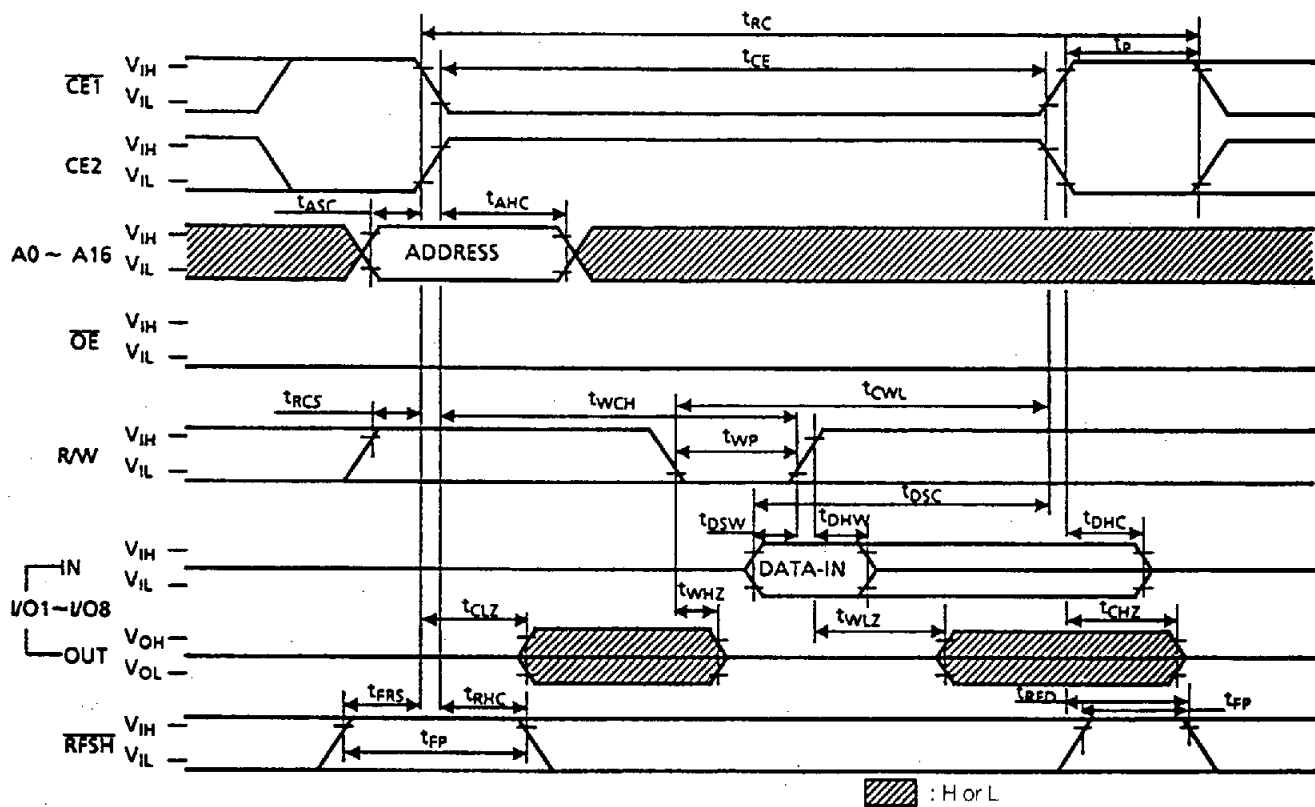 tRC
tP
tCE
CE1
VIH
VIL
CE2
VIH
VIL
tASC
tAHC
A0 ~ A16
VIH
VIL
ADDRESS
OE
VIH
VIL
tRCS
tWCH
tCWL
R/W
VIH
VIL
tWP
tDSC
tDSW
tDHW
tDHC
IN
VIH
VIL
DATA-IN
I/O1~I/O8
tCLZ
tWHZ
tWLZ
tCHZ
OUT
VOH
VOL
tFRS
tRHC
tRFD
tFP
RFSH
VIH
VIL
tFP
: H or L